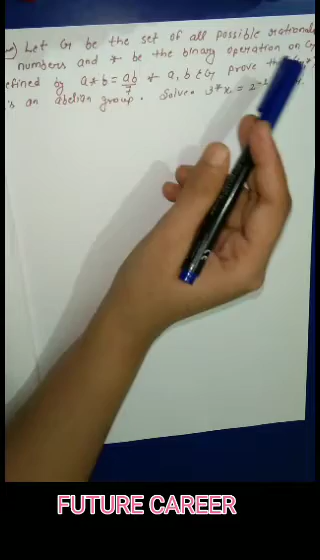 Let G be the set of all possible rational
numbers and * be the binary operation on G
defined by a * b = ab/7 ∀ a, b ∈ G prove
is an abelian group. Solve 3*x = 2⁻¹
FUTURE CAREER